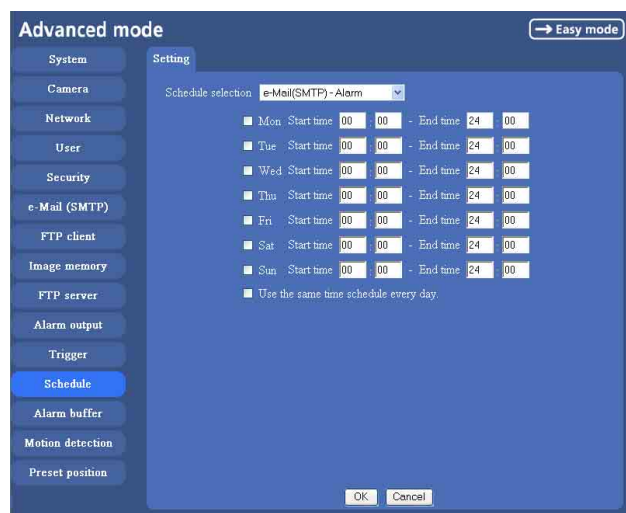 Advanced mode
→ Easy mode
System
Camera
Network
User
Security
e-Mail (SMTP)
FTP client
Image memory
FTP server
Alarm output
Trigger
Schedule
Alarm buffer
Motion detection
Preset position
Setting
Schedule selection e-Mail(SMTP) - Alarm
Mon Start time 00 : 00 - End time 24 : 00
Tue Start time 00 : 00 - End time 24 : 00
Wed Start time 00 : 00 - End time 24 : 00
Thu Start time 00 : 00 - End time 24 : 00
Fri Start time 00 : 00 - End time 24 : 00
Sat Start time 00 : 00 - End time 24 : 00
Sun Start time 00 : 00 - End time 24 : 00
Use the same time schedule every day.
OK Cancel